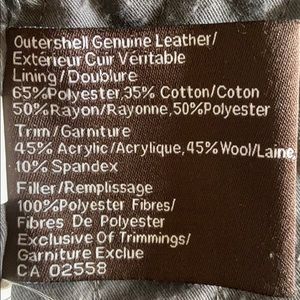 Outershell Genuine Leather/
Extérieur Cuir Véritable
Lining/Doublure
65%Polyester,35% Cotton/Coton
50%Rayon/Rayonne,50%Polyester
Trim/Garniture
45% Acrylic/Acrylique,45%Wool/Laine
10% Spandex
Filler/Remplissage
100%Polyester Fibres/
Fibres De Polyester
Exclusive Of Trimmings/
Garniture Exclue
CA 02558